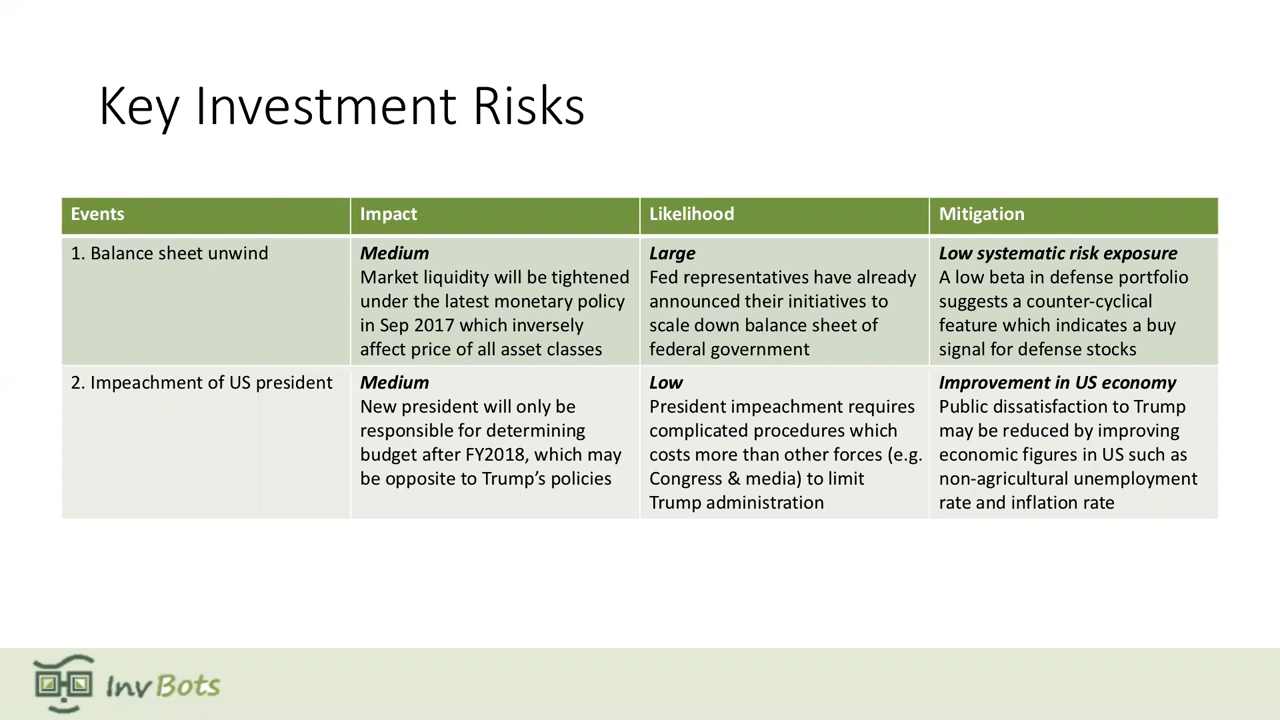 Key Investment Risks
Events
Impact
Likelihood
Mitigation
1. Balance sheet unwind
Medium
Market liquidity will be tightened
under the latest monetary policy
in Sep 2017 which inversely
affect price of all asset classes
Large
Fed representatives have already
announced their initiatives to
scale down balance sheet of
federal government
Low systematic risk exposure
A low beta in defense portfolio
suggests a counter-cyclical
feature which indicates a buy
signal for defense stocks
2. Impeachment of US president
Medium
New president will only be
responsible for determining
budget after FY2018, which may
be opposite to Trump’s policies
Low
President impeachment requires
complicated procedures which
costs more than other forces (e.g.
Congress & media) to limit
Trump administration
Improvement in US economy
Public dissatisfaction to Trump
may be reduced by improving
economic figures in US such as
non-agricultural unemployment
rate and inflation rate
InvBots